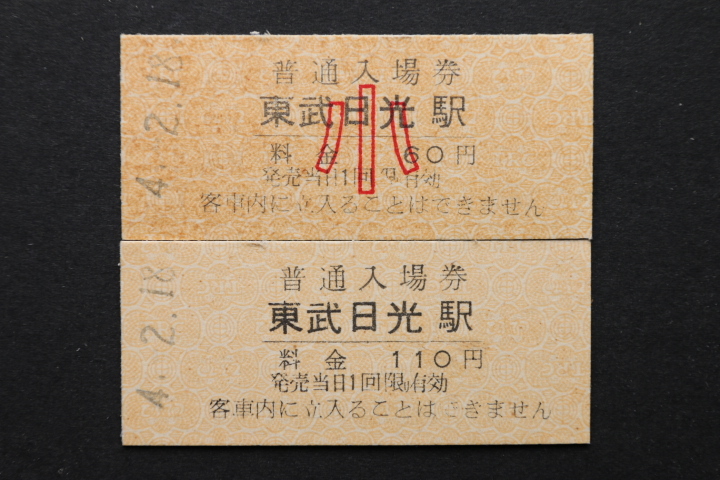 4.-2.18
普通入場券
東武日光駅
小
料金 60円
発売当日1回限り有効
客車内に立入ることはできません
4.-2.18
普通入場券
東武日光駅
料金 110円
発売当日1回限り有効
客車内に立入ることはできません